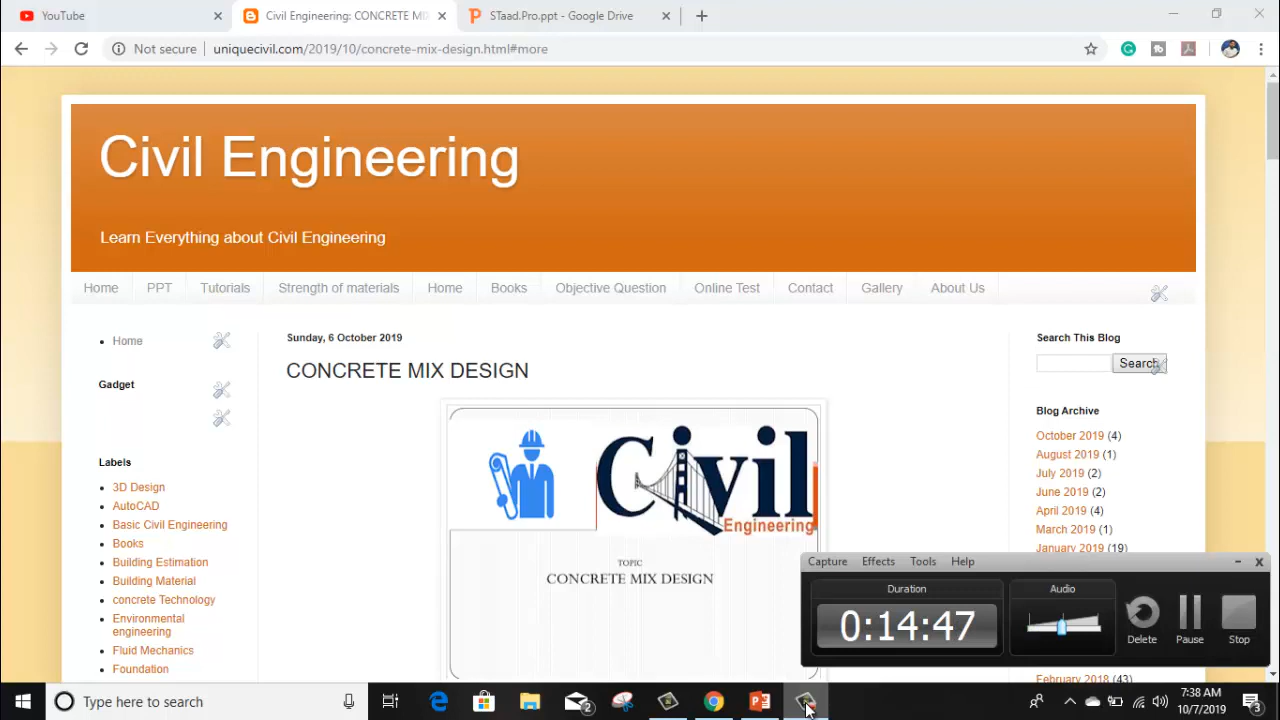 YouTube
Civil Engineering: CONCRETE MI
STaad.Pro.ppt - Google Drive
Not secure
uniquecivil.com/2019/10/concrete-mix-design.html#more
Civil Engineering
Learn Everything about Civil Engineering
Home PPT Tutorials Strength of materials Home Books Objective Question Online Test Contact Gallery About Us
Home
Gadget
Labels
3D Design
AutoCAD
Basic Civil Engineering
Books
Building Estimation
Building Material
concrete Technology
Environmental
engineering
Fluid Mechanics
Foundation
Sunday, 6 October 2019
CONCRETE MIX DESIGN
Civil
Engineering
TOPIC
CONCRETE MIX DESIGN
Search This Blog
Search
Blog Archive
October 2019 (4)
August 2019 (1)
July 2019 (2)
June 2019 (2)
April 2019 (4)
March 2019 (1)
January 2019 (19)
February 2018 (43)
Capture Effects Tools Help
Duration
0:14:47
Audio
Delete Pause Stop
Type here to search
2
7:38 AM
10/7/2019
3